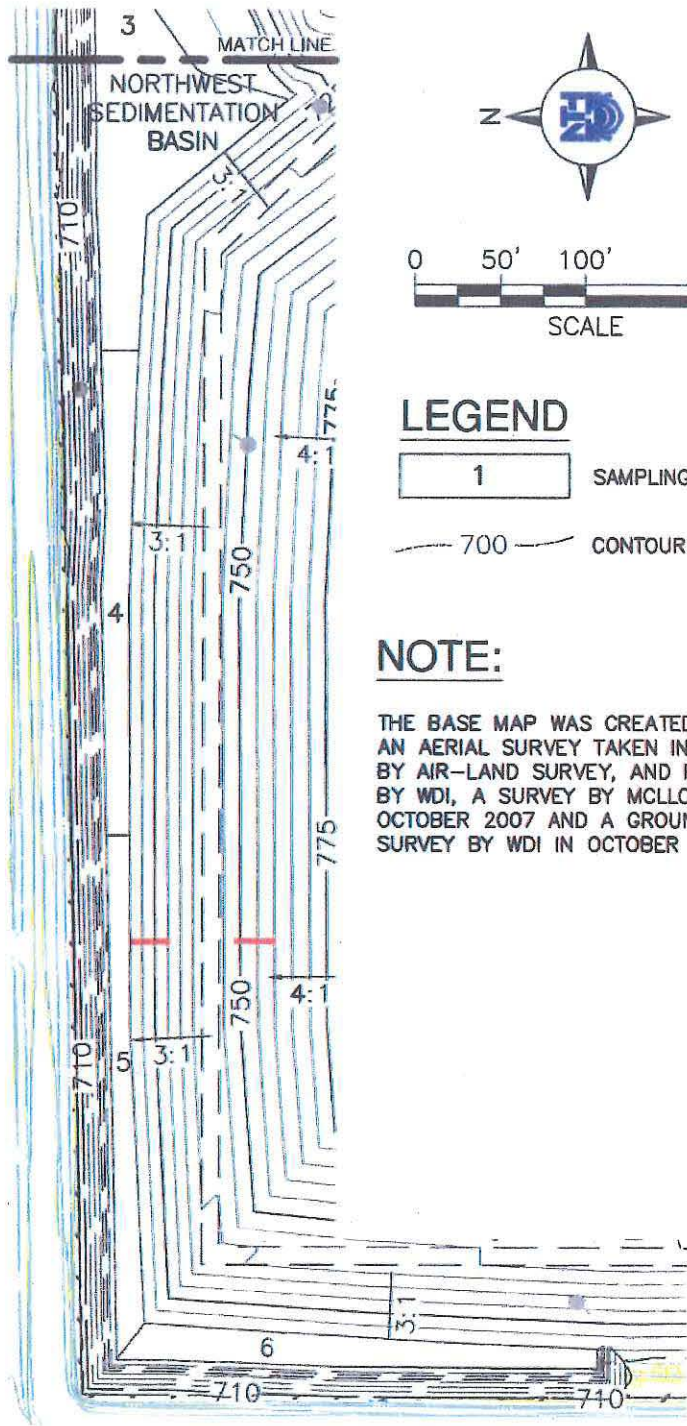 3
MATCH LINE
NORTHWEST
SEDIMENTATION
BASIN
3:1
710
N
0 50' 100'
SCALE
LEGEND
1 SAMPLING
700 CONTOUR
775
4:1
3:1
750
4
NOTE:
THE BASE MAP WAS CREATED
AN AERIAL SURVEY TAKEN IN
BY AIR-LAND SURVEY, AND
BY WDI, A SURVEY BY
OCTOBER 2007 AND A
SURVEY BY WDI IN OCTOBER
775
750
4:1
710
5
3:1
3:1
6
710
710